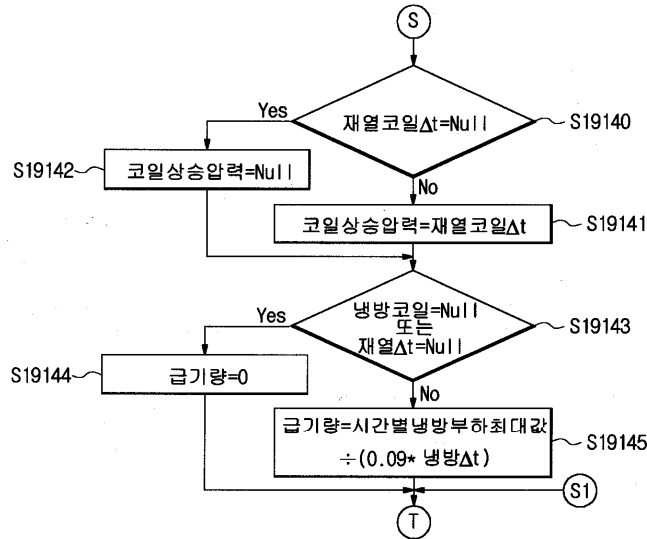 S
재열코일Δt=Null
S19140
Yes
S19142
코일상승압력=Null
No
코일상승압력=재열코일Δt
S19141
냉방코일=Null
또는
재열Δt=Null
S19143
Yes
S19144
급기량=0
No
급기량=시간별냉방부하최대값
÷(0.09* 냉방Δt)
S19145
S1
T